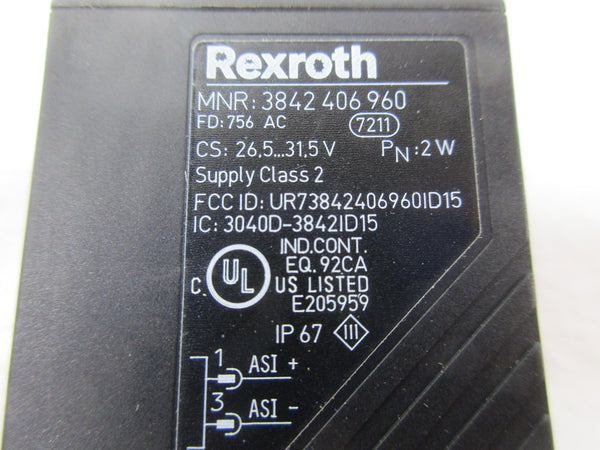 Rexroth
MNR: 3842 406 960
FD: 756 AC 7211
CS: 26,5...31,5 V PN: 2 W
Supply Class 2
FCC ID: UR73842406960ID15
IC: 3040D-3842ID15
IND.CONT.
EQ. 92CA
C UL US LISTED
E205959
IP 67 III
1 ASI +
3 ASI -